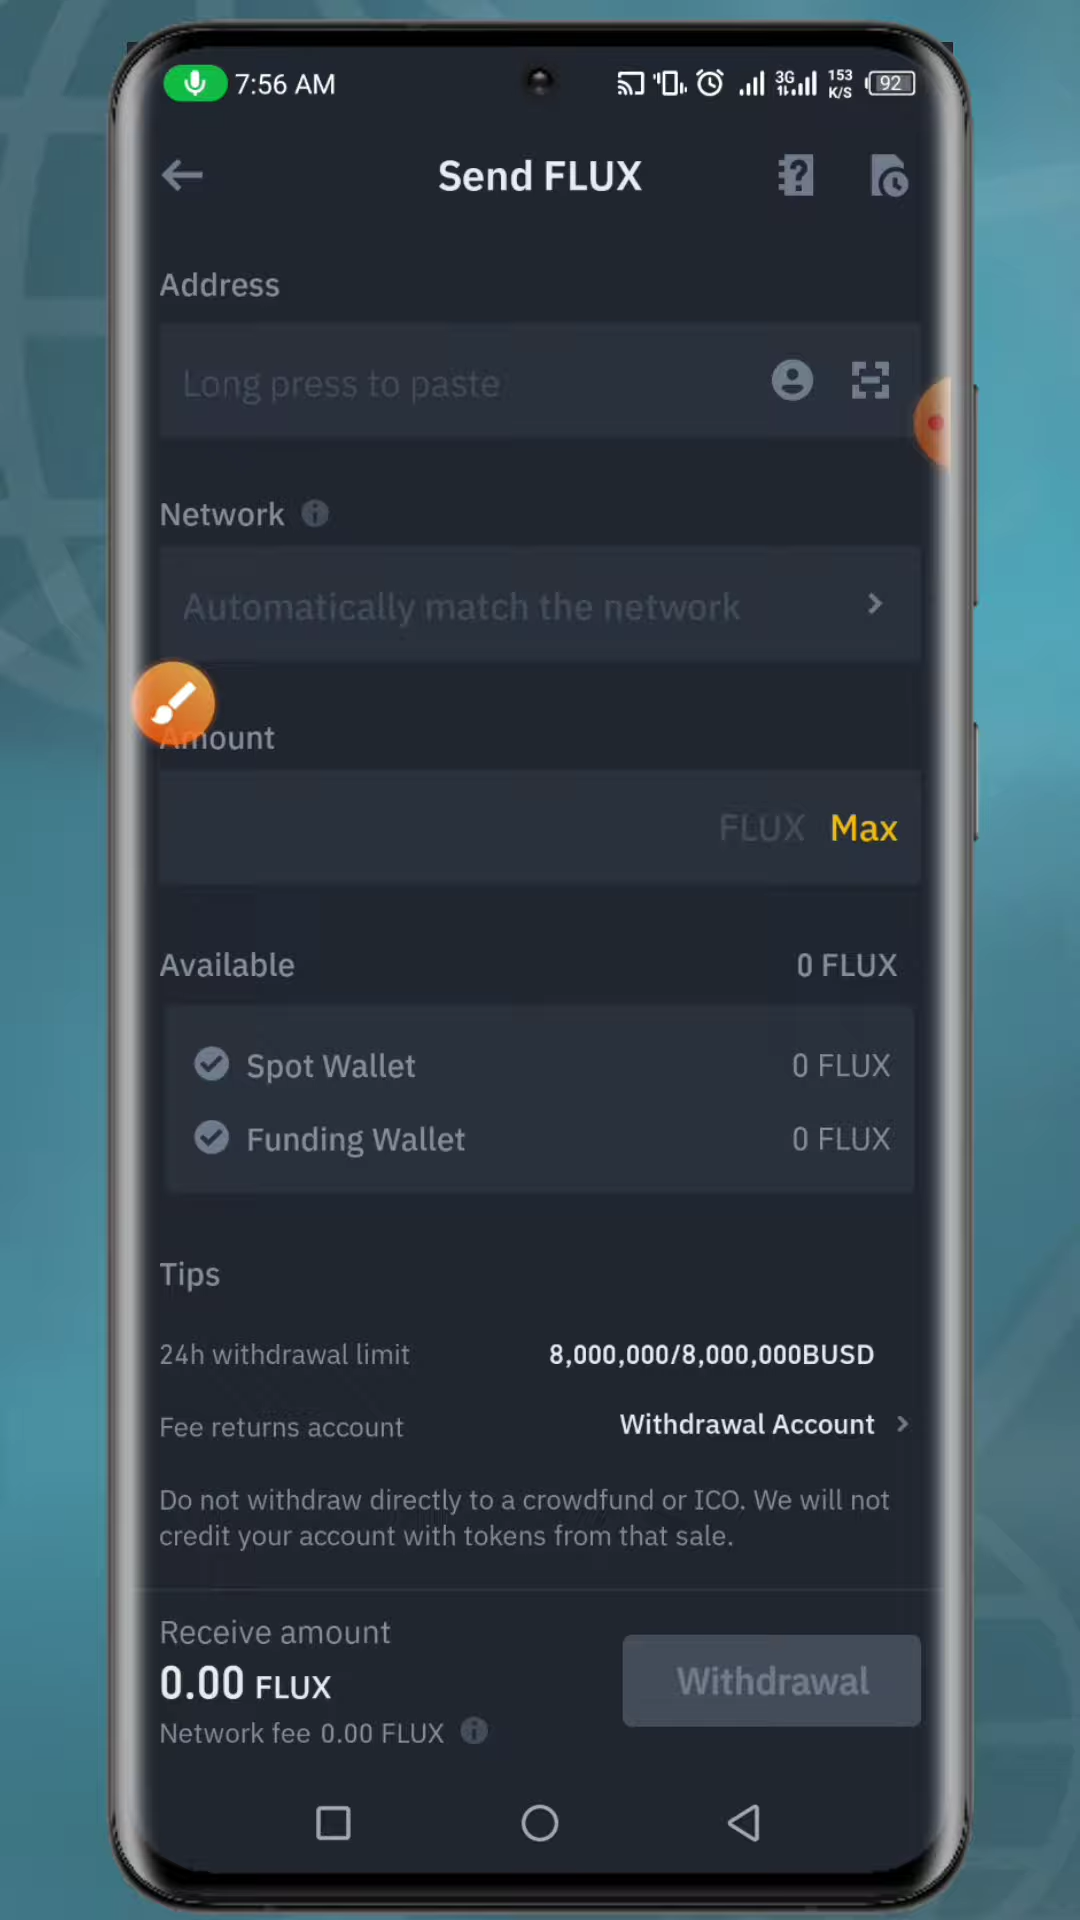 7:56 AM
3G
153
K/S
92
Send FLUX
Address
Long press to paste
Network
Automatically match the network
Amount
FLUX Max
Available 0 FLUX
Spot Wallet 0 FLUX
Funding Wallet 0 FLUX
Tips
24h withdrawal limit 8,000,000/8,000,000BUSD
Fee returns account Withdrawal Account
Do not withdraw directly to a crowdfund or ICO. We will not
credit your account with tokens from that sale.
Receive amount
0.00 FLUX
Withdrawal
Network fee 0.00 FLUX